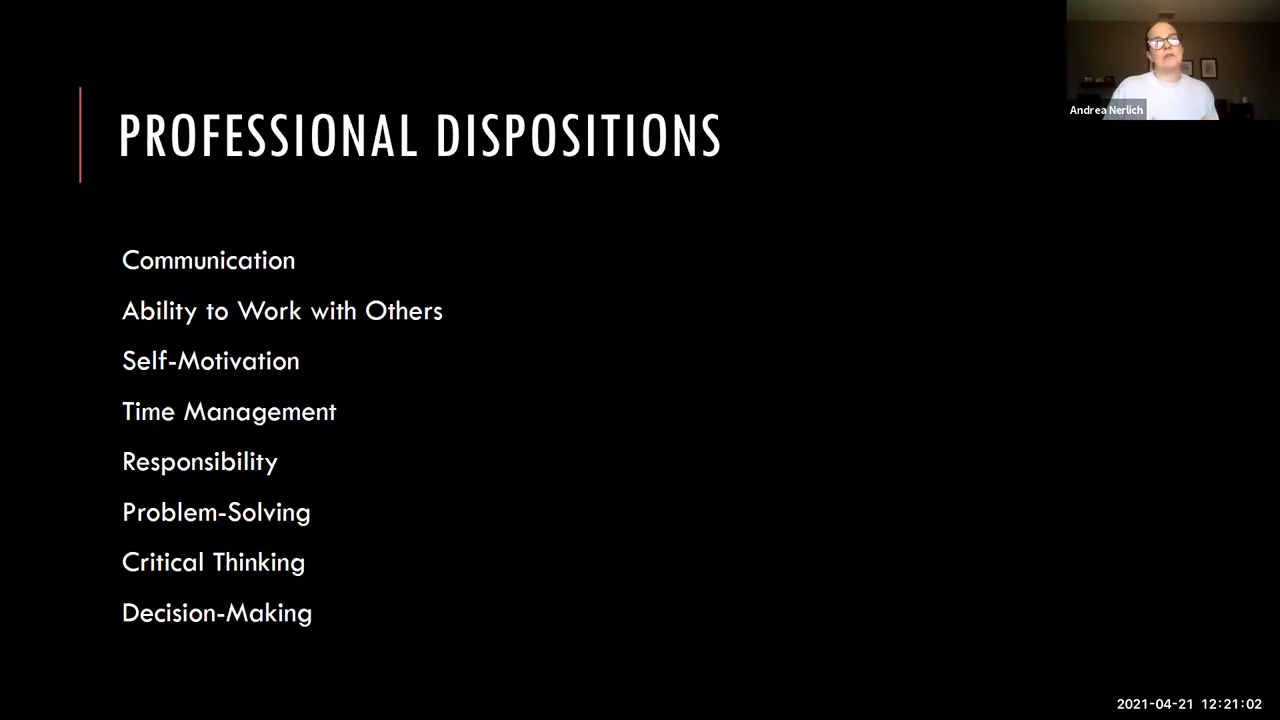 PROFESSIONAL DISPOSITIONS
Andrea Nerlich
Communication
Ability to Work with Others
Self-Motivation
Time Management
Responsibility
Problem-Solving
Critical Thinking
Decision-Making
2021-04-21 12:21:02